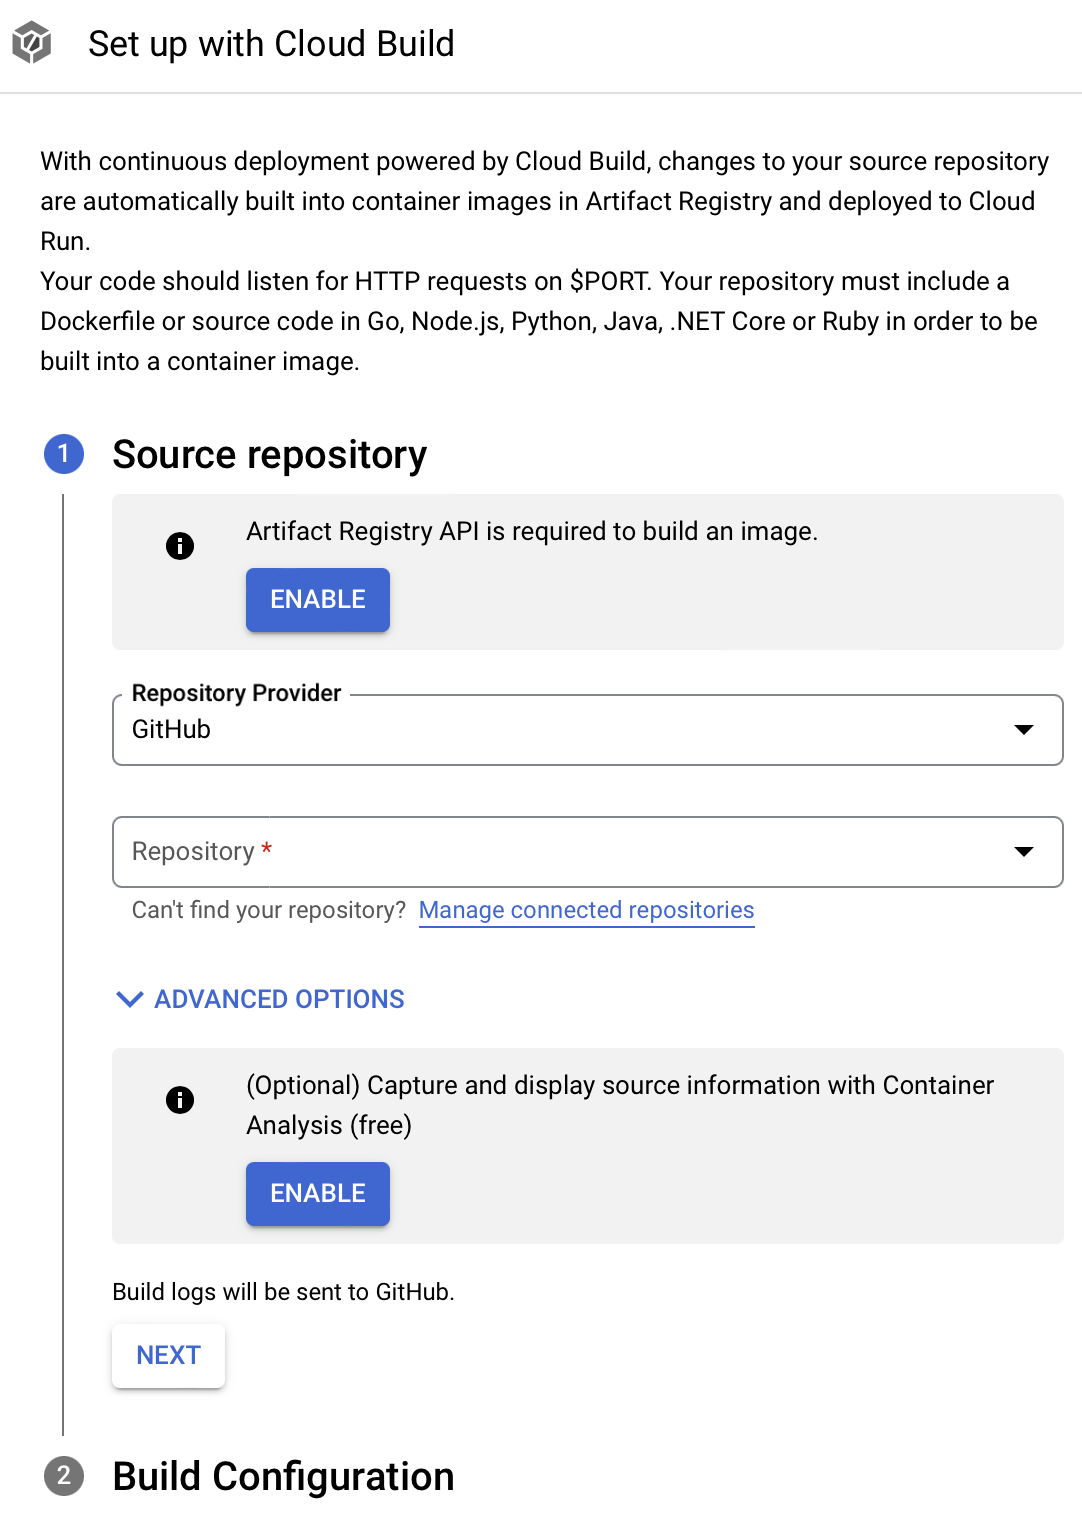 Set up with Cloud Build
With continuous deployment powered by Cloud Build, changes to your source repository
are automatically built into container images in Artifact Registry and deployed to Cloud
Run.
Your code should listen for HTTP requests on $PORT. Your repository must include a
Dockerfile or source code in Go, Node.js, Python, Java, .NET Core or Ruby in order to be
built into a container image.
1 Source repository
Artifact Registry API is required to build an image.
ENABLE
Repository Provider
GitHub
Repository *
Can't find your repository? Manage connected repositories
ADVANCED OPTIONS
(Optional) Capture and display source information with Container
Analysis (free)
ENABLE
Build logs will be sent to GitHub.
NEXT
2 Build Configuration